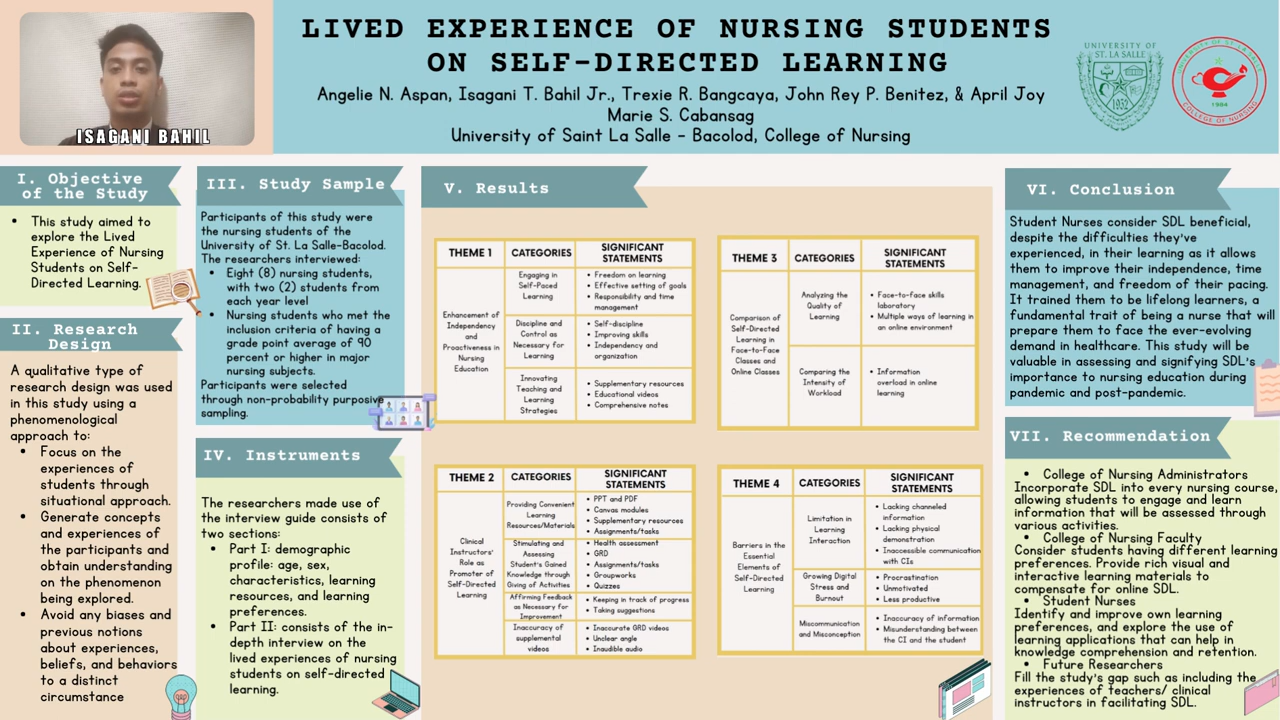 LIVED EXPERIENCE OF NURSING STUDENTS
ON SELF-DIRECTED LEARNING
Angelie N. Aspan, Isagani T. Bahil Jr., Trexie R. Bangcaya, John Rey P. Benitez, & April Joy
Marie S. Cabansag
University of Saint La Salle - Bacolod, College of Nursing
ISAGANI BAHIL
UNIVERSITY OF
ST. LA SALLE
1952
UNIVERSITY OF ST. LA SALLE
1984
COLLEGE OF NURSING
I. Objective
of the Study
• This study aimed to
explore the Lived
Experience of Nursing
Students on Self-
Directed Learning.
II. Research
Design
A qualitative type of
research design was used
in this study using a
phenomenological
approach to:
• Focus on the
experiences of
students through
situational approach.
• Generate concepts
and experiences of
the participants and
obtain understanding
on the phenomenon
being explored.
• Avoid any biases and
previous notions
about experiences,
beliefs, and behaviors
to a distinct
circumstance
III. Study Sample
Participants of this study were
the nursing students of the
University of St. La Salle-Bacolod.
The researchers interviewed:
• Eight (8) nursing students,
with two (2) students from
each year level
• Nursing students who met the
inclusion criteria of having a
grade point average of 90
percent or higher in major
nursing subjects.
Participants were selected
through non-probability purposive
sampling.
IV. Instruments
The researchers made use of
the interview guide consists of
two sections:
• Part I: demographic
profile: age, sex,
characteristics, learning
resources, and learning
preferences.
• Part II: consists of the in-
depth interview on the
lived experiences of nursing
students on self-directed
learning.
V. Results
THEME 1
CATEGORIES
SIGNIFICANT
STATEMENTS
Enhancement of
Independency
and
Proactiveness in
Nursing
Education
Engaging in
Self-Paced
Learning
• Freedom on learning
• Effective setting of goals
• Responsibility and time
management
Discipline and
Control as
Necessary for
Learning
• Self-discipline
• Improving skills
• Independency and
organization
Innovating
Teaching and
Learning
Strategies
• Supplementary resources
• Educational videos
• Comprehensive notes
THEME 2
CATEGORIES
SIGNIFICANT
STATEMENTS
Clinical
Instructors'
Role as
Promoter of
Self-Directed
Learning
Providing Convenient
Learning
Resources/Materials
• PPT and PDF
• Canvas modules
• Supplementary resources
• Assignments/tasks
Stimulating and
Assessing
Student's Gained
Knowledge through
Giving of Activities
• Health assessment
• GRD
• Assignments/tasks
• Groupworks
• Quizzes
Affirming Feedback
as Necessary for
Improvement
• Keeping in track of progress
• Taking suggestions
Inaccuracy of
supplemental
videos
• Inaccurate GRD videos
• Unclear angle
• Inaudible audio
THEME 3
CATEGORIES
SIGNIFICANT
STATEMENTS
Comparison of
Self-Directed
Learning in
Face-to-Face
Classes and
Online Classes
Analyzing the
Quality of
Learning
• Face-to-face skills
laboratory
• Multiple ways of learning in
an online environment
Comparing the
Intensity of
Workload
• Information
overload in online
learning
THEME 4
CATEGORIES
SIGNIFICANT
STATEMENTS
Barriers in the
Essential
Elements of
Self-Directed
Learning
Limitation in
Learning
Interaction
• Lacking channeled
information
• Lacking physical
demonstration
• Inaccessible communication
with CIs
Growing Digital
Stress and
Burnout
• Procrastination
• Unmotivated
• Less productive
Miscommunication
and Misconception
• Inaccuracy of information
• Misunderstanding between
the CI and the student
VI. Conclusion
Student Nurses consider SDL beneficial,
despite the difficulties they've
experienced, in their learning as it allows
them to improve their independence, time
management, and freedom of their pacing.
It trained them to be lifelong learners, a
fundamental trait of being a nurse that will
prepare them to face the ever-evolving
demand in healthcare. This study will be
valuable in assessing and signifying SDL's
importance to nursing education during
pandemic and post-pandemic.
VII. Recommendation
• College of Nursing Administrators
Incorporate SDL into every nursing course,
allowing students to engage and learn
information that will be assessed through
various activities.
• College of Nursing Faculty
Consider students having different learning
preferences. Provide rich visual and
interactive learning materials to
compensate for online SDL.
• Student Nurses
Identify and improve own learning
preferences, and explore the use of
learning applications that can help in
knowledge comprehension and retention.
• Future Researchers
Fill the study's gap such as including the
experiences of teachers/ clinical
instructors in facilitating SDL.